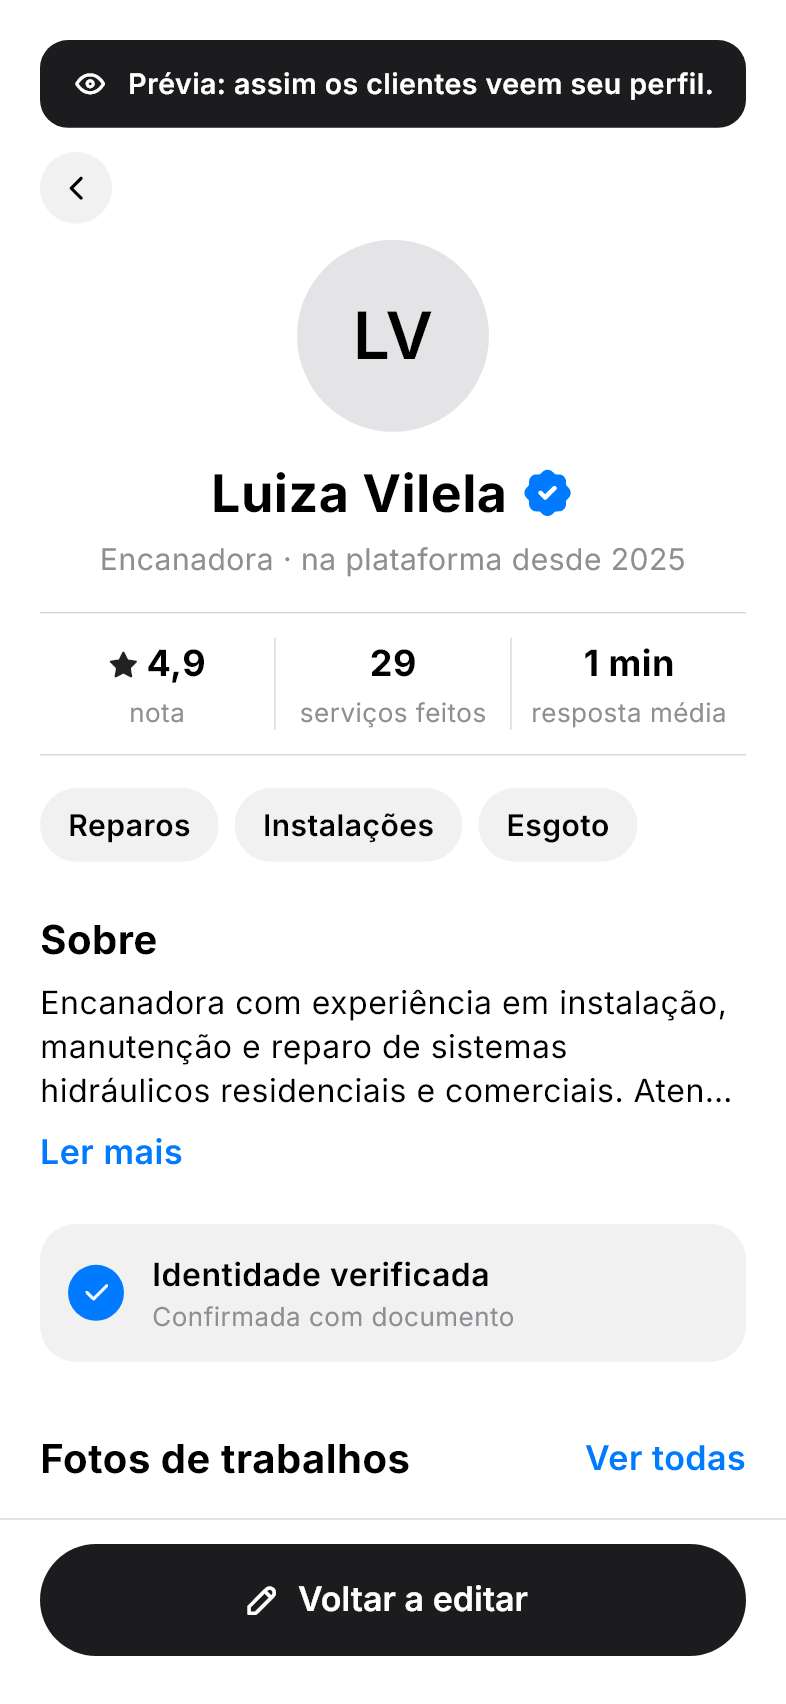 Prévia: assim os clientes veem seu perfil.
LV
Luiza Vilela
Encanadora · na plataforma desde 2025
4,9
nota
29
serviços feitos
1 min
resposta média
Reparos
Instalações
Esgoto
Sobre
Encanadora com experiência em instalação,
manutenção e reparo de sistemas
hidráulicos residenciais e comerciais. Aten...
Ler mais
Identidade verificada
Confirmada com documento
Fotos de trabalhos
Ver todas
Voltar a editar